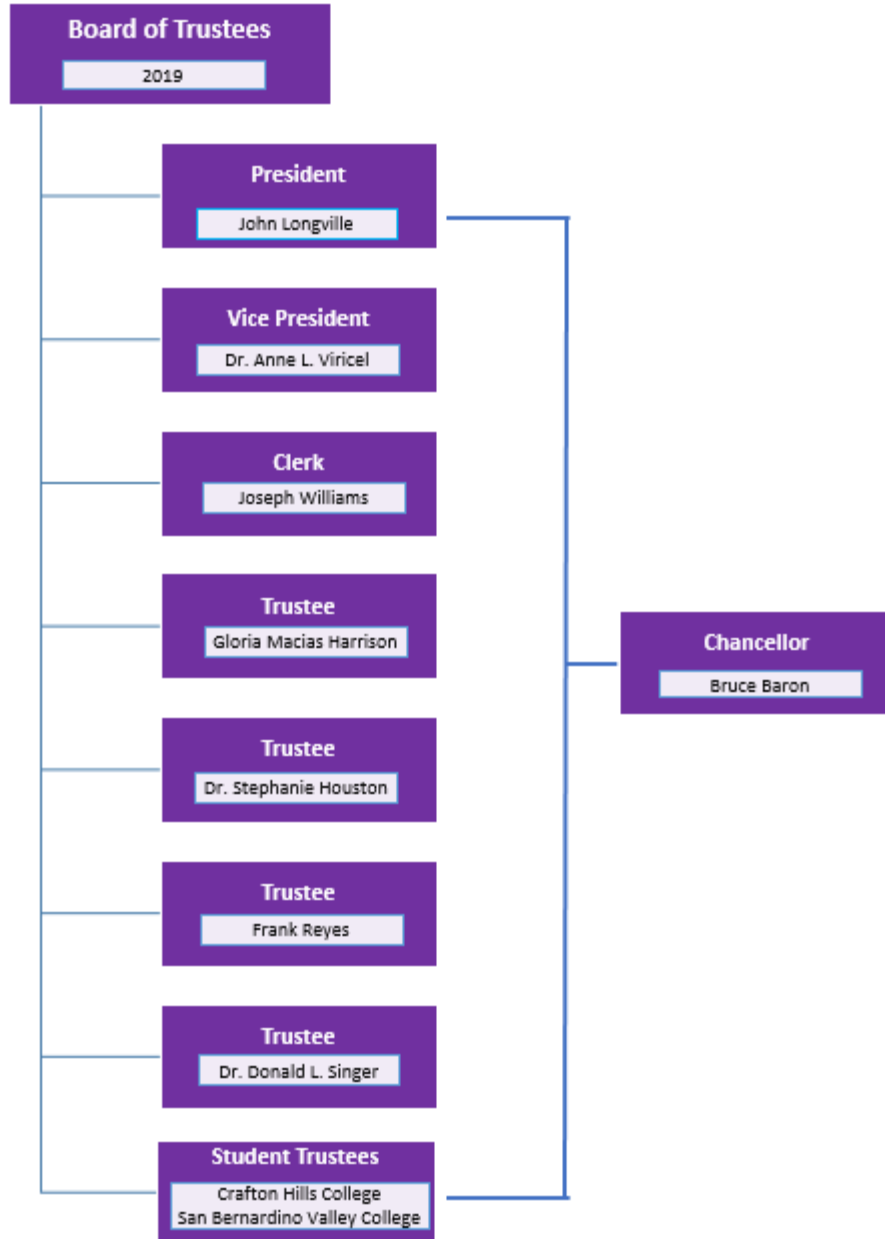 Board of Trustees
2019
President
John Longville
Vice President
Dr. Anne L. Viricel
Clerk
Joseph Williams
Trustee
Gloria Macias Harrison
Chancellor
Bruce Baron
Trustee
Dr. Stephanie Houston
Trustee
Frank Reyes
Trustee
Dr. Donald L. Singer
Student Trustees
Crafton Hills College
San Bernardino Valley College